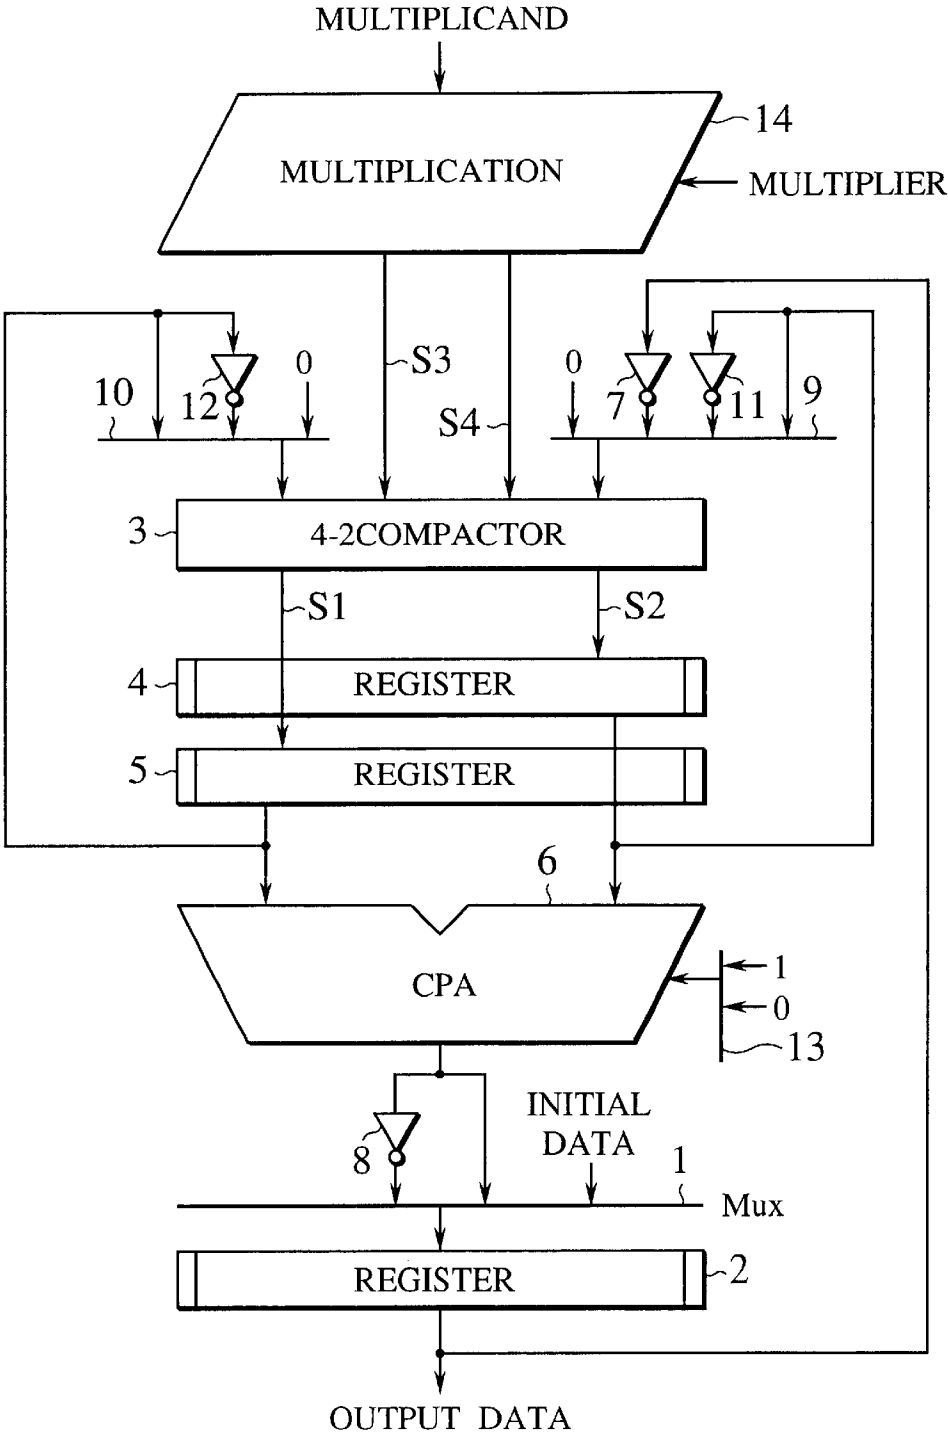 MULTIPLICAND
14
MULTIPLICATION
MULTIPLIER
10
12
0
S3
S4
0
7
11
9
3
4-2COMPACTOR
S1
S2
4
REGISTER
5
REGISTER
6
CPA
1
0
13
8
INITIAL
DATA
1
Mux
REGISTER
2
OUTPUT DATA